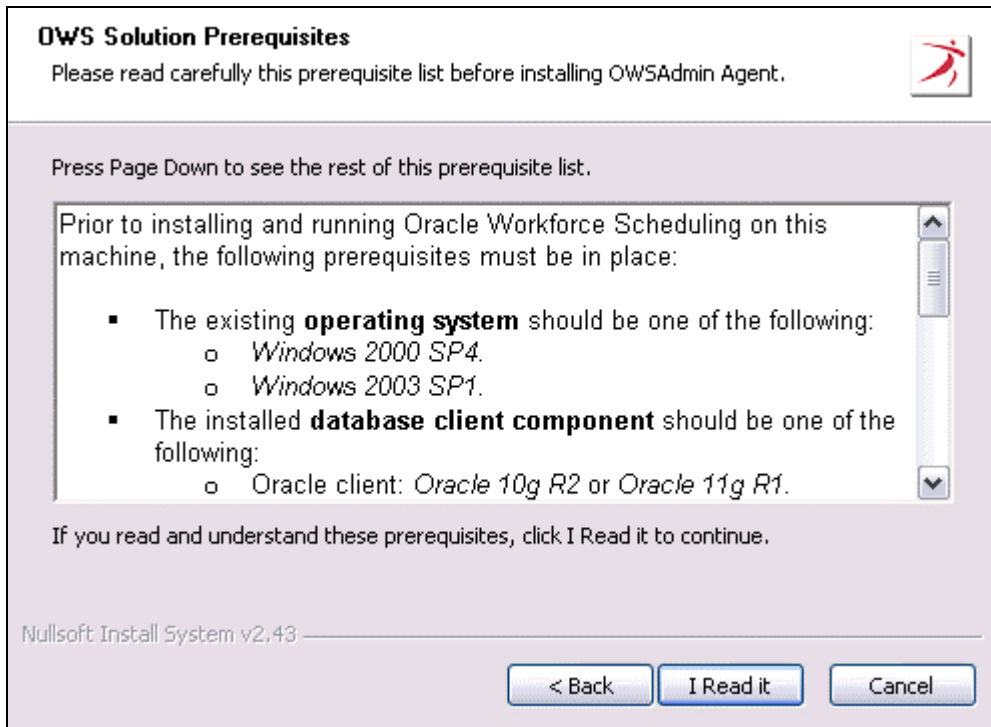 OWS Solution Prerequisites
Please read carefully this prerequisite list before installing OWSAdmin Agent.
Press Page Down to see the rest of this prerequisite list.
Prior to installing and running Oracle Workforce Scheduling on this
machine, the following prerequisites must be in place:
▪ The existing operating system should be one of the following:
o Windows 2000 SP4.
o Windows 2003 SP1.
▪ The installed database client component should be one of the
following:
o Oracle client: Oracle 10g R2 or Oracle 11g R1.
If you read and understand these prerequisites, click I Read it to continue.
Nullsoft Install System v2.43
< Back
I Read it
Cancel